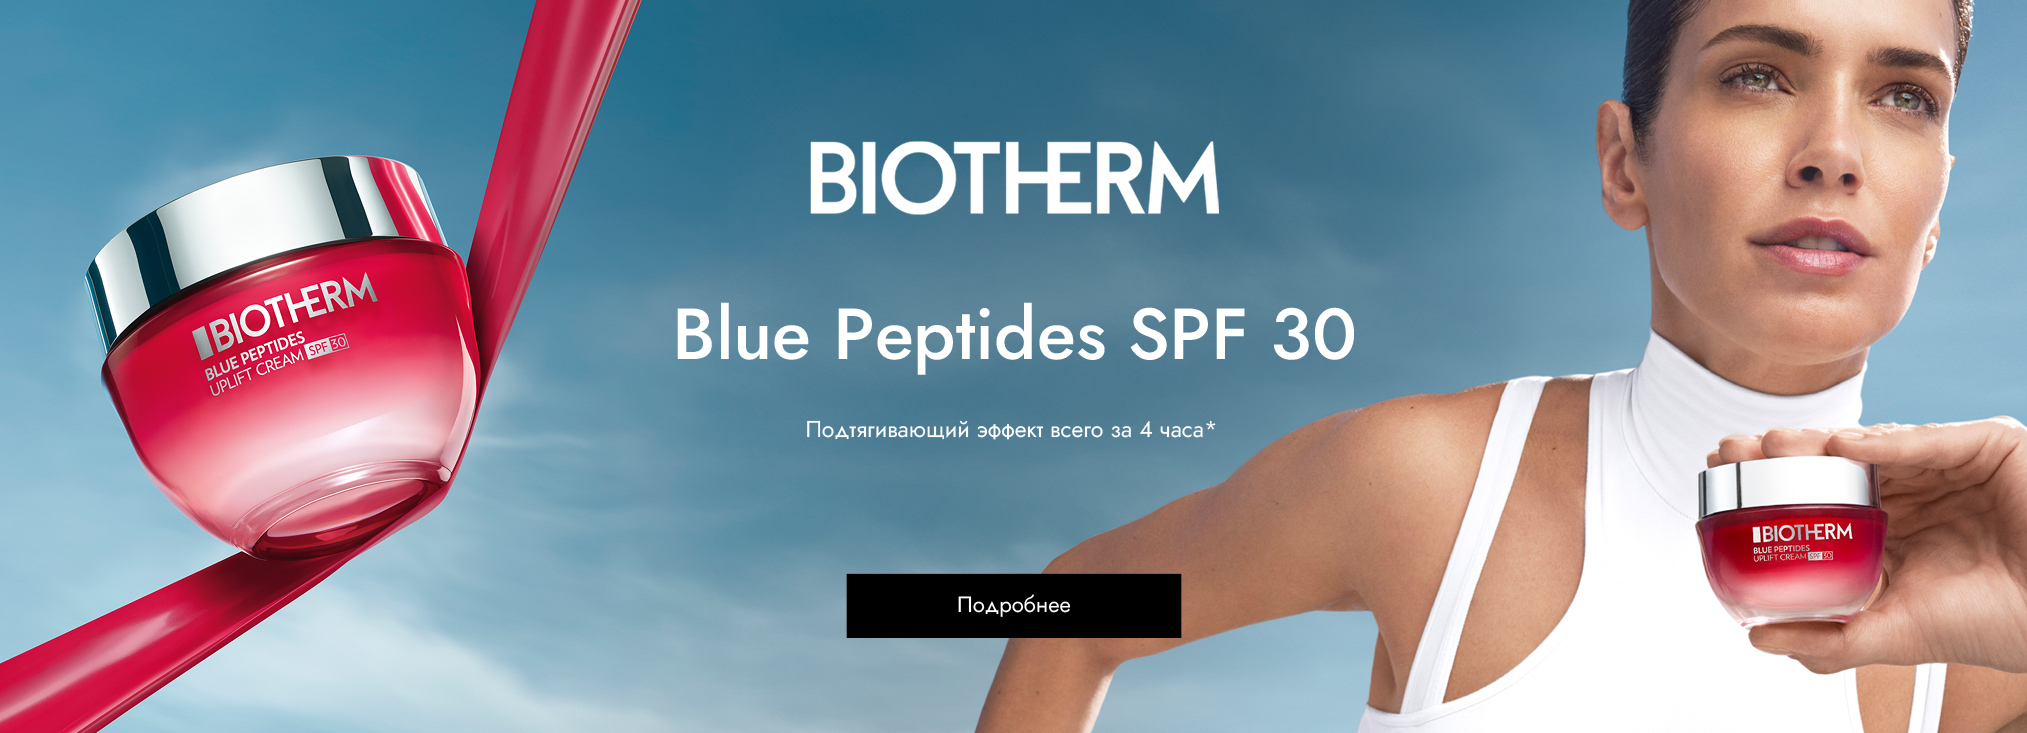 BIOTHERM
BLUE PEPTIDES
UPLIFT CREAM SPF 30
BIOTHERM
Blue Peptides SPF 30
Подтягивающий эффект всего за 4 часа*
Подробнее
BIOTHERM
BLUE PEPTIDES
UPLIFT CREAM SPF 30